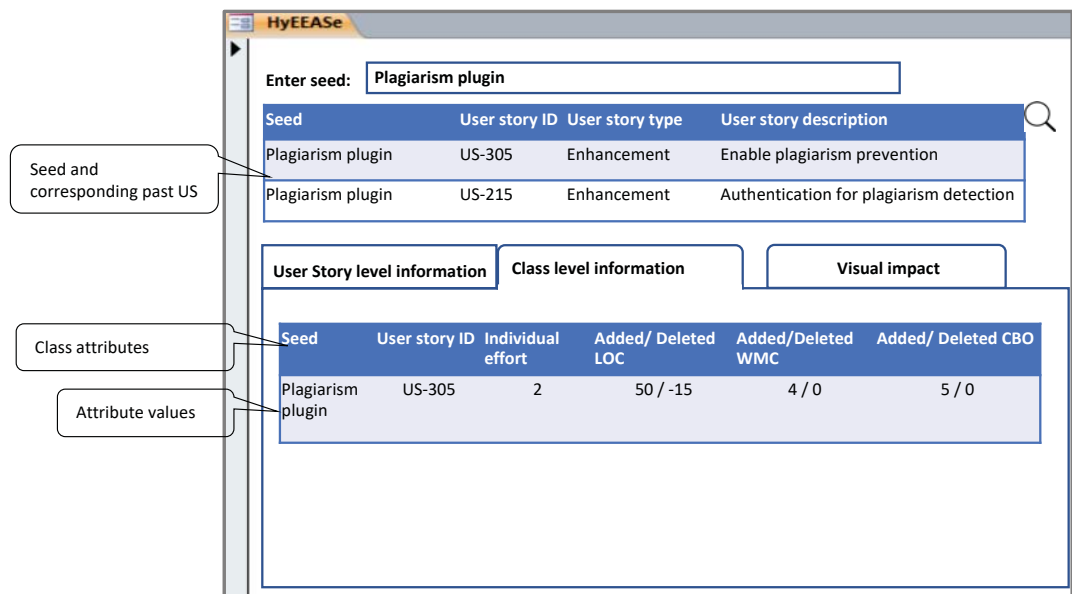 HyEEASe
Enter seed: Plagiarism plugin
Seed User story ID User story type User story description
Plagiarism plugin US-305 Enhancement Enable plagiarism prevention
Plagiarism plugin US-215 Enhancement Authentication for plagiarism detection
Seed and
corresponding past US
User Story level information Class level information Visual impact
Class attributes
Seed User story ID Individual Added/ Deleted Added/Deleted Added/ Deleted CBO
effort LOC WMC
Plagiarism US-305 2 50 / -15 4 / 0 5 / 0
plugin
Attribute values